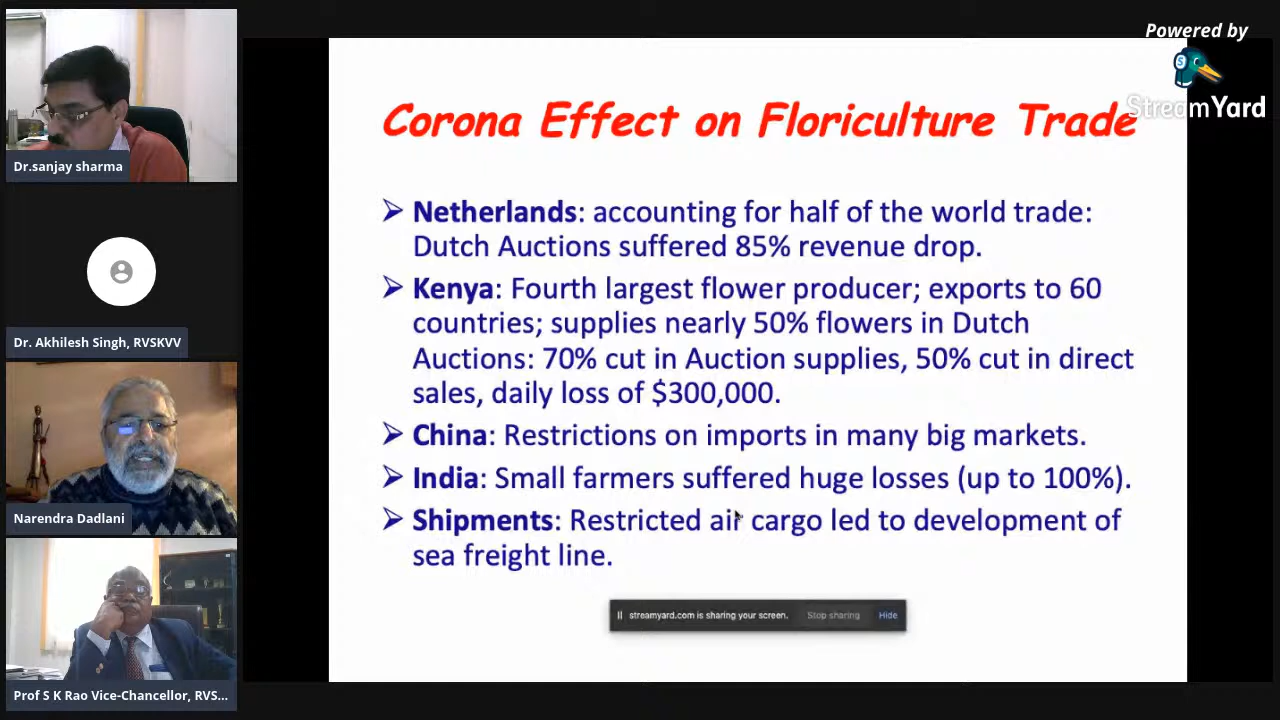 Powered by
StreamYard
Corona Effect on Floriculture Trade
➢ Netherlands: accounting for half of the world trade:
Dutch Auctions suffered 85% revenue drop.
➢ Kenya: Fourth largest flower producer; exports to 60
countries; supplies nearly 50% flowers in Dutch
Auctions: 70% cut in Auction supplies, 50% cut in direct
sales, daily loss of $300,000.
➢ China: Restrictions on imports in many big markets.
➢ India: Small farmers suffered huge losses (up to 100%).
➢ Shipments: Restricted air cargo led to development of
sea freight line.
streamyard.com is sharing your screen. Stop sharing Hide
Dr.sanjay sharma
Dr. Akhilesh Singh, RVSKVV
Narendra Dadlani
Prof S K Rao Vice-Chancellor, RVS...